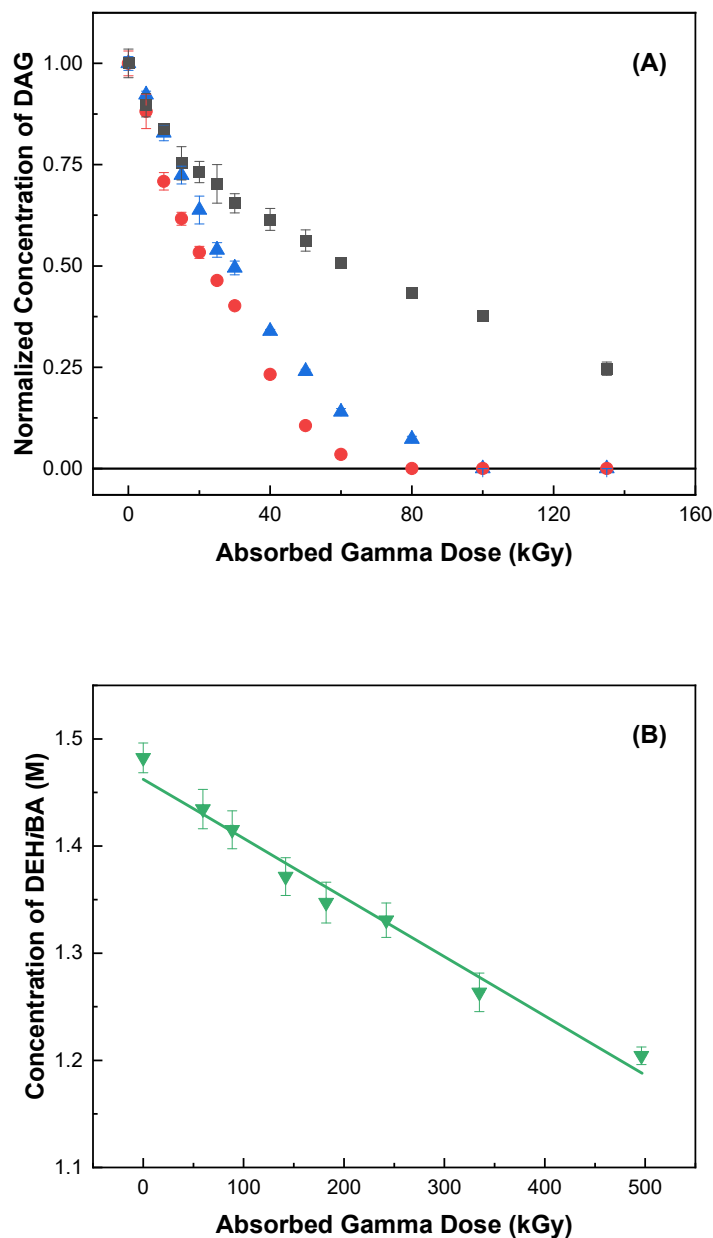 (A)
Normalized Concentration of DAG
1.00
0.75
0.50
0.25
0.00
0 40 80 120 160
Absorbed Gamma Dose (kGy)
(B)
Concentration of DEHiBA (M)
1.5
1.4
1.3
1.2
1.1
0 100 200 300 400 500
Absorbed Gamma Dose (kGy)